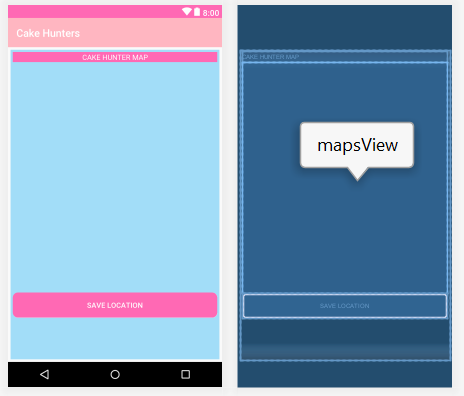 8:00
Cake Hunters
CAKE HUNTER MAP
SAVE LOCATION
CAKE HUNTER MAP
mapsView
SAVE LOCATION